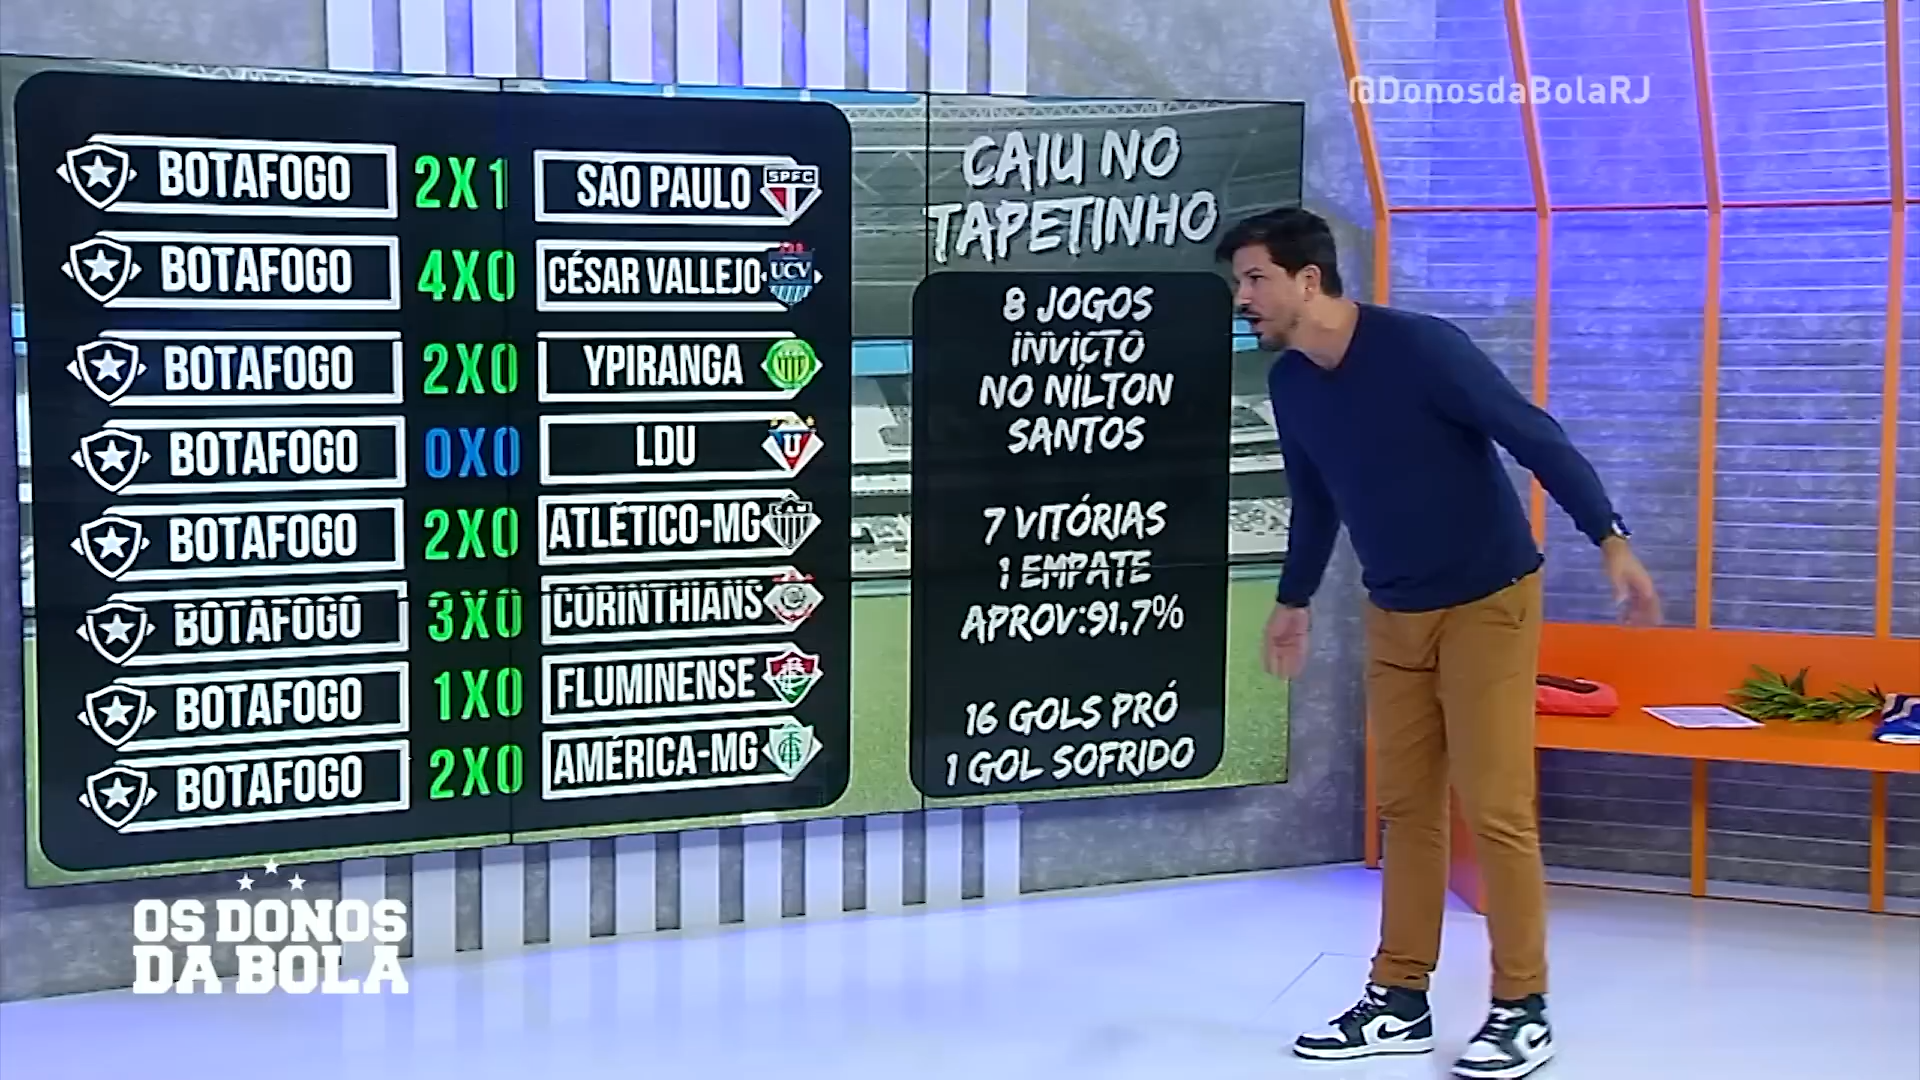 @DonosdaBolaRJ
BOTAFOGO 2X1 SÃO PAULO SPFC
BOTAFOGO 4X0 CÉSAR VALLEJO UCV
BOTAFOGO 2X0 YPIRANGA
BOTAFOGO 0X0 LDU U
BOTAFOGO 2X0 ATLÉTICO-MG CAM
BOTAFOGO 3X0 CORINTHIANS
BOTAFOGO 1X0 FLUMINENSE
BOTAFOGO 2X0 AMÉRICA-MG
CAIU NO
TAPETINHO
8 JOGOS
INVICTO
NO NÍLTON
SANTOS
7 VITÓRIAS
1 EMPATE
APROV:91,7%
16 GOLS PRÓ
1 GOL SOFRIDO
OS DONOS
DA BOLA